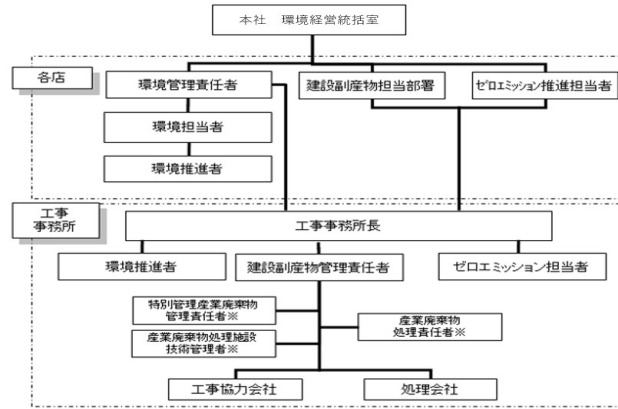 本社　環境経営統括室
各店
環境管理責任者
建設副産物担当部署
ゼロエミッション推進担当者
環境担当者
環境推進者
工事
事務所
工事事務所長
環境推進者
建設副産物管理責任者
ゼロエミッション担当者
特別管理産業廃棄物
管理責任者※
産業廃棄物処理施設
技術管理者※
産業廃棄物
処理責任者※
工事協力会社
処理会社